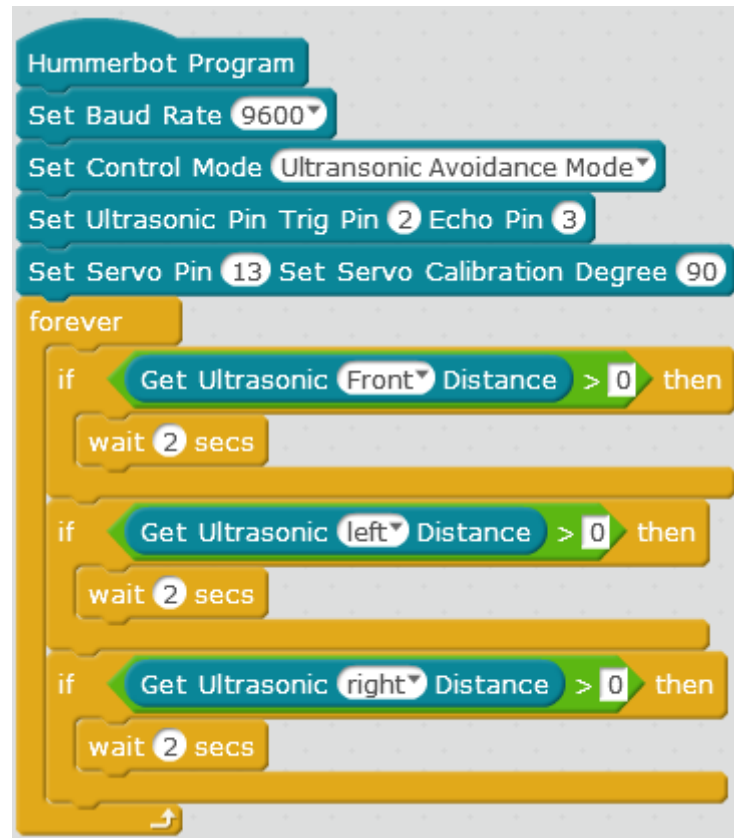 Hummerbot Program
Set Baud Rate 9600
Set Control Mode Ultransonic Avoidance Mode
Set Ultrasonic Pin Trig Pin 2 Echo Pin 3
Set Servo Pin 13 Set Servo Calibration Degree 90
forever
if Get Ultrasonic Front Distance > 0 then
wait 2 secs
if Get Ultrasonic left Distance > 0 then
wait 2 secs
if Get Ultrasonic right Distance > 0 then
wait 2 secs